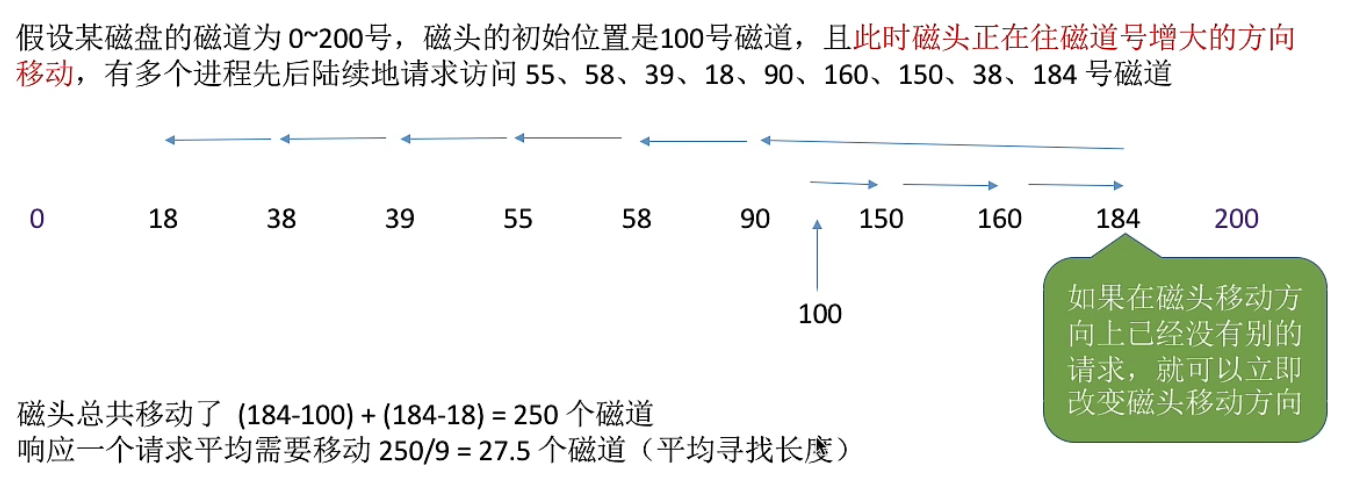 假设某磁盘的磁道为 0~200号，磁头的初始位置是100号磁道，且此时磁头正在往磁道号增大的方向
移动，有多个进程先后陆续地请求访问 55、58、39、18、90、160、150、38、184 号磁道
0 18 38 39 55 58 90 150 160 184 200
100
如果在磁头移动方
向上已经没有别的
请求，就可以立即
改变磁头移动方向
磁头总共移动了 (184-100) + (184-18) = 250 个磁道
响应一个请求平均需要移动 250/9 = 27.5 个磁道（平均寻找长度）